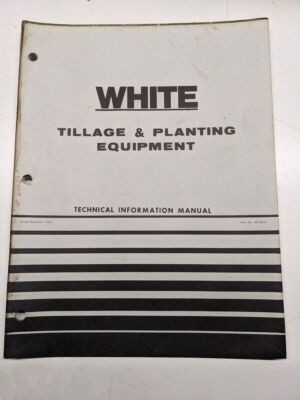 WHITE
TILLAGE & PLANTING
EQUIPMENT
TECHNICAL INFORMATION MANUAL